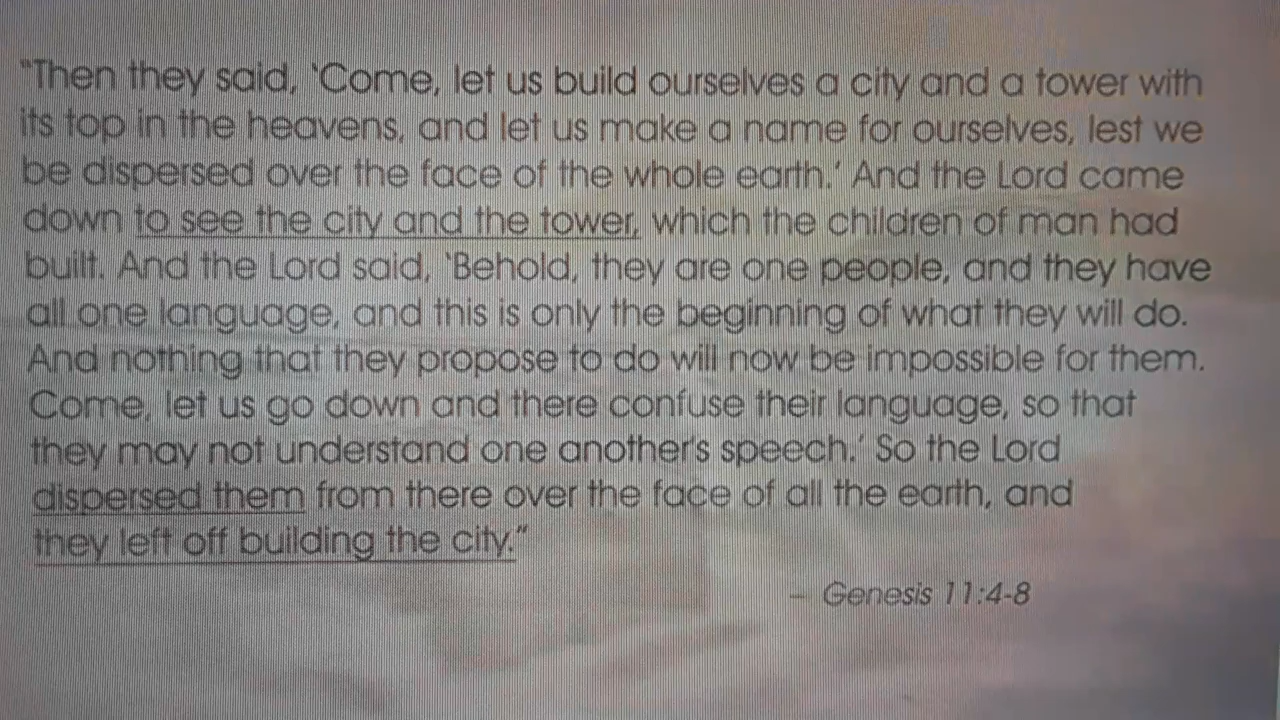 "Then they said, 'Come, let us build ourselves a city and a tower with
its top in the heavens, and let us make a name for ourselves, lest we
be dispersed over the face of the whole earth.' And the Lord came
down to see the city and the tower, which the children of man had
built. And the Lord said, 'Behold, they are one people, and they have
all one language, and this is only the beginning of what they will do.
And nothing that they propose to do will now be impossible for them.
Come, let us go down and there confuse their language, so that
they may not understand one another's speech.' So the Lord
dispersed them from there over the face of all the earth, and
they left off building the city."
– Genesis 11:4-8